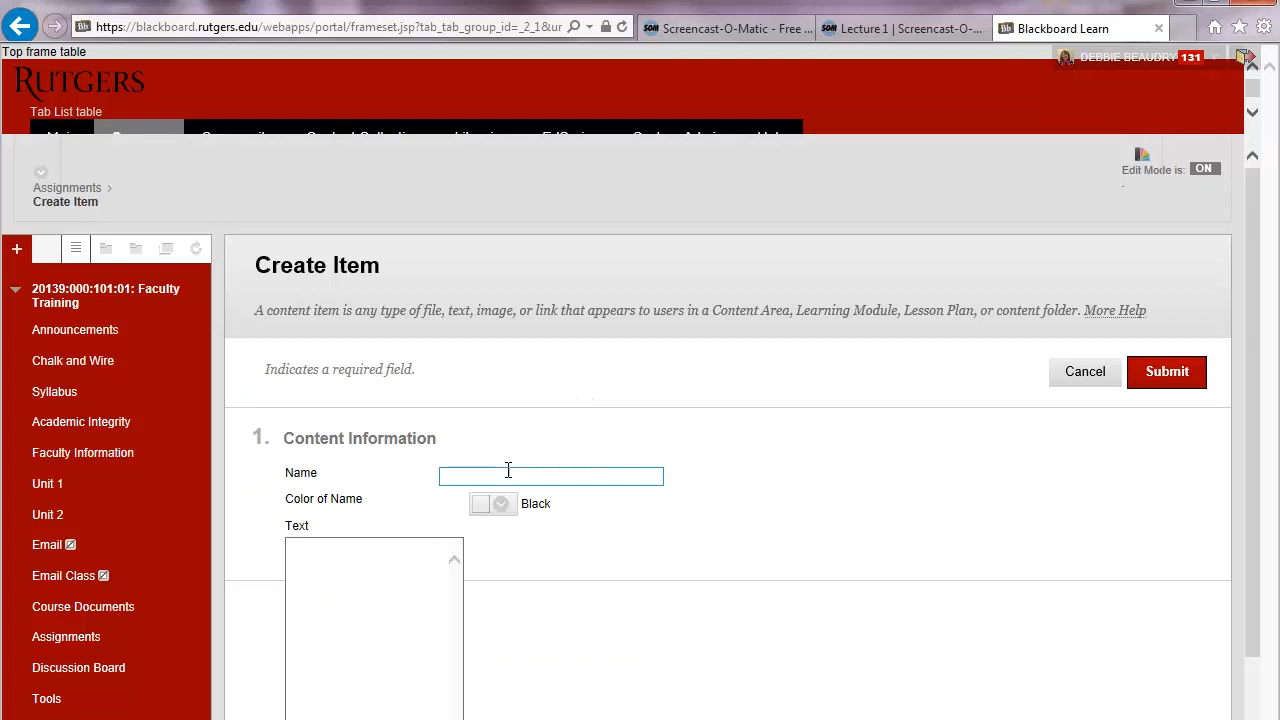 https://blackboard.rutgers.edu/webapps/portal/frameset.jsp?tab_tab_group_id=_2_1&ur
Screencast-O-Matic - Free ...
Lecture 1 | Screencast-O-...
Blackboard Learn
Top frame table
DEBBIE BEAUDRY 131
RUTGERS
Tab List table
Edit Mode is: ON
Assignments
Create Item
20139:000:101:01: Faculty
Training
Announcements
Chalk and Wire
Syllabus
Academic Integrity
Faculty Information
Unit 1
Unit 2
Email
Email Class
Course Documents
Assignments
Discussion Board
Tools
Create Item
A content item is any type of file, text, image, or link that appears to users in a Content Area, Learning Module, Lesson Plan, or content folder. More Help
Indicates a required field.
Cancel
Submit
1. Content Information
Name
Color of Name
Black
Text